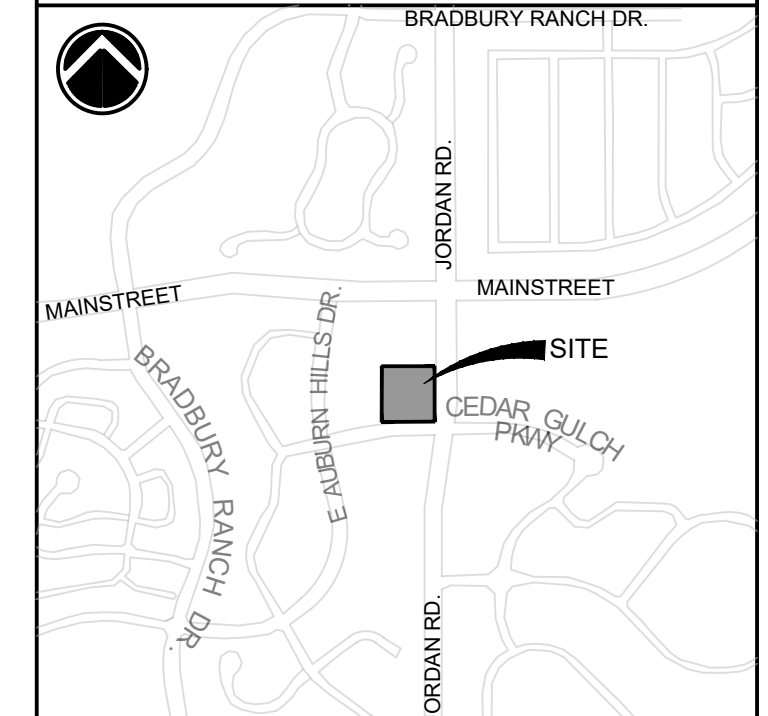 BRADBURY RANCH DR.
JORDAN RD.
MAINSTREET
MAINSTREET
E AUBURN HILLS DR.
SITE
BRADBURY RANCH DR.
CEDAR GULCH
PKWY
ORDAN RD.